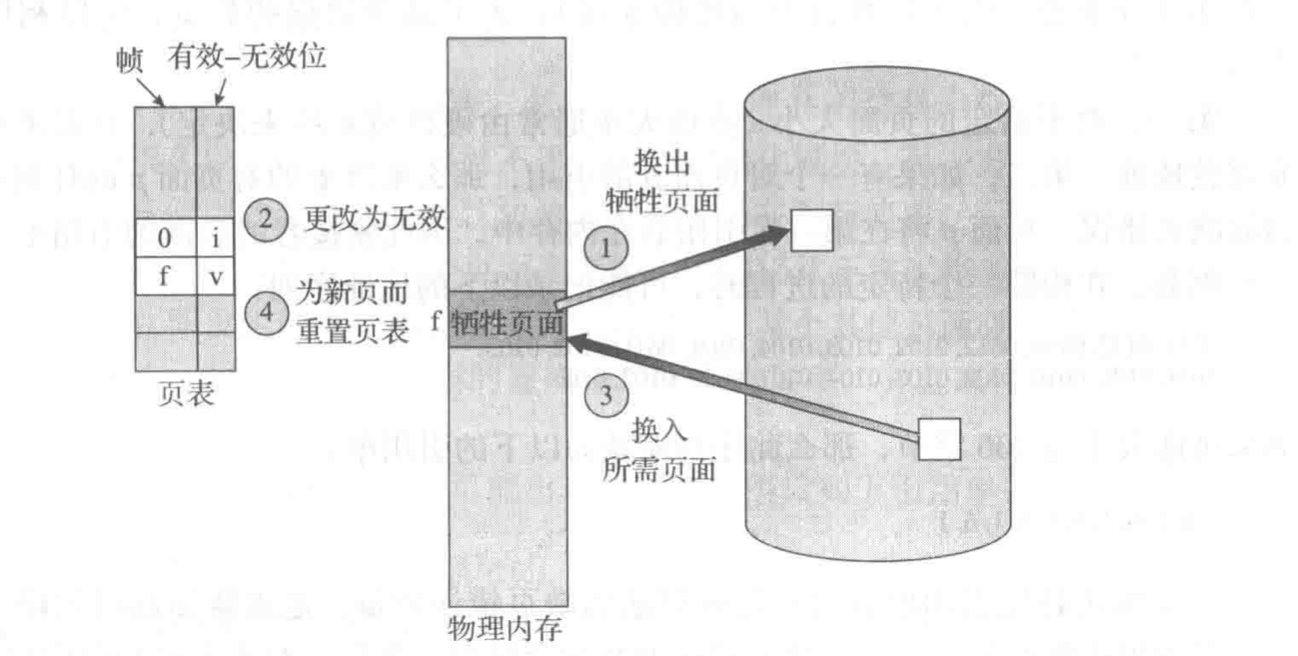 帧
有效–无效位
换出
牺牲页面
①
② 更改为无效
0 i
f v
④ 为新页面
重置页表
f 牺牲页面
页表
③
换入
所需页面
物理内存